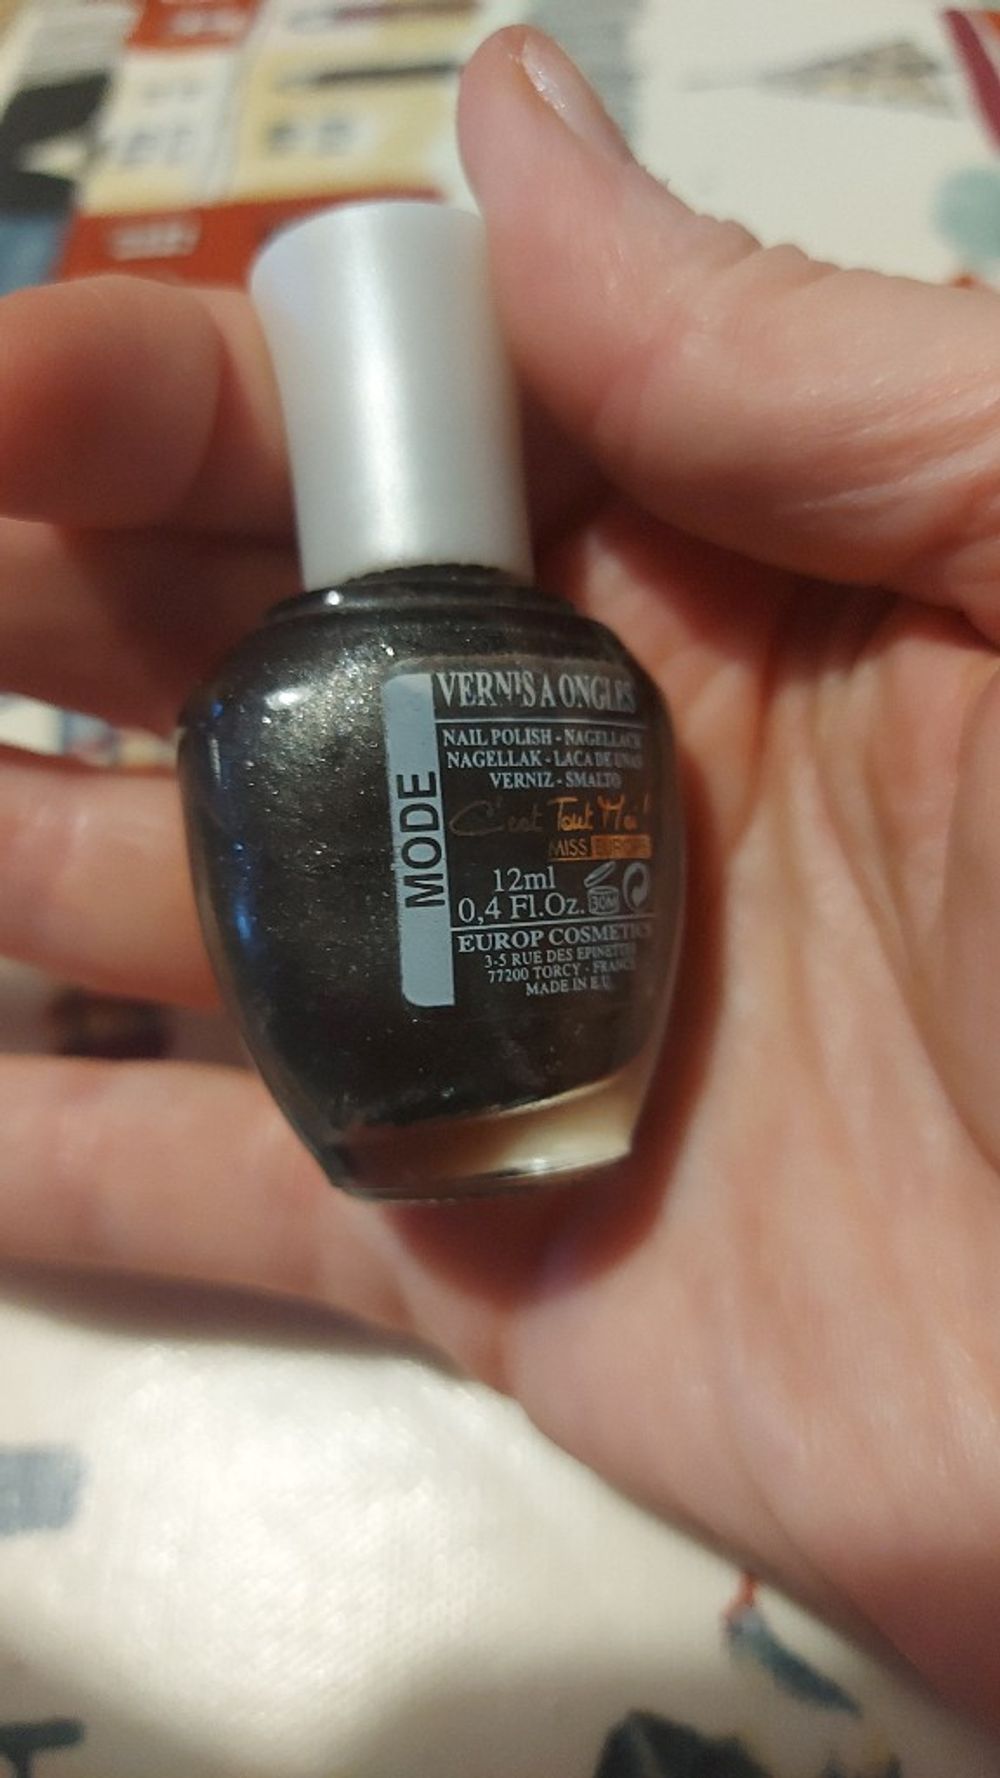 VERNIS A ONGLES
NAIL POLISH - NAGELLACK
NAGELLAK - LACA DE UNAS
VERNIZ - SMALTO
MODE
C'est Tout Moi!
MISS EUROPE
12ml
0,4 Fl.Oz.
30M
EUROP COSMETICS
3-5 RUE DES EPINETTES
77200 TORCY - FRANCE
MADE IN E.U.